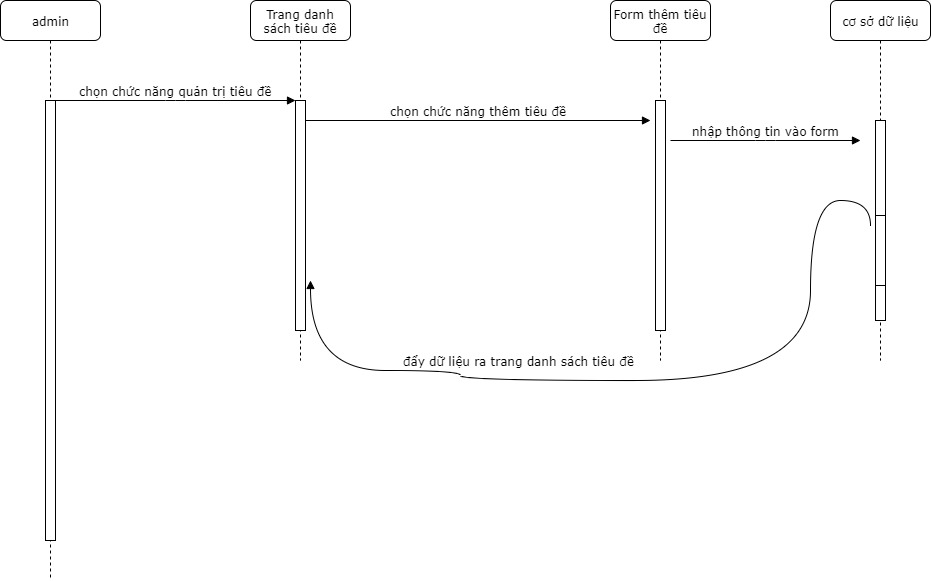 admin
Trang danh
sách tiêu đề
Form thêm tiêu
đề
cơ sở dữ liệu
chọn chức năng quản trị tiêu đề
chọn chức năng thêm tiêu đề
nhập thông tin vào form
đẩy dữ liệu ra trang danh sách tiêu đề